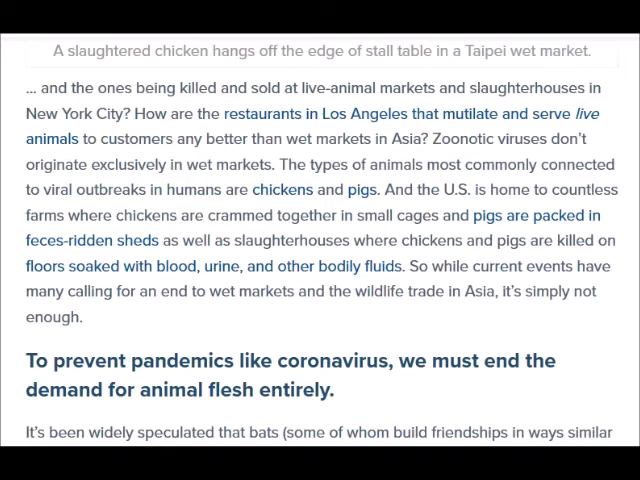 A slaughtered chicken hangs off the edge of stall table in a Taipei wet market.
... and the ones being killed and sold at live-animal markets and slaughterhouses in
New York City? How are the restaurants in Los Angeles that mutilate and serve live
animals to customers any better than wet markets in Asia? Zoonotic viruses don’t
originate exclusively in wet markets. The types of animals most commonly connected
to viral outbreaks in humans are chickens and pigs. And the U.S. is home to countless
farms where chickens are crammed together in small cages and pigs are packed in
feces-ridden sheds as well as slaughterhouses where chickens and pigs are killed on
floors soaked with blood, urine, and other bodily fluids. So while current events have
many calling for an end to wet markets and the wildlife trade in Asia, it’s simply not
enough.
To prevent pandemics like coronavirus, we must end the
demand for animal flesh entirely.
It’s been widely speculated that bats (some of whom build friendships in ways similar